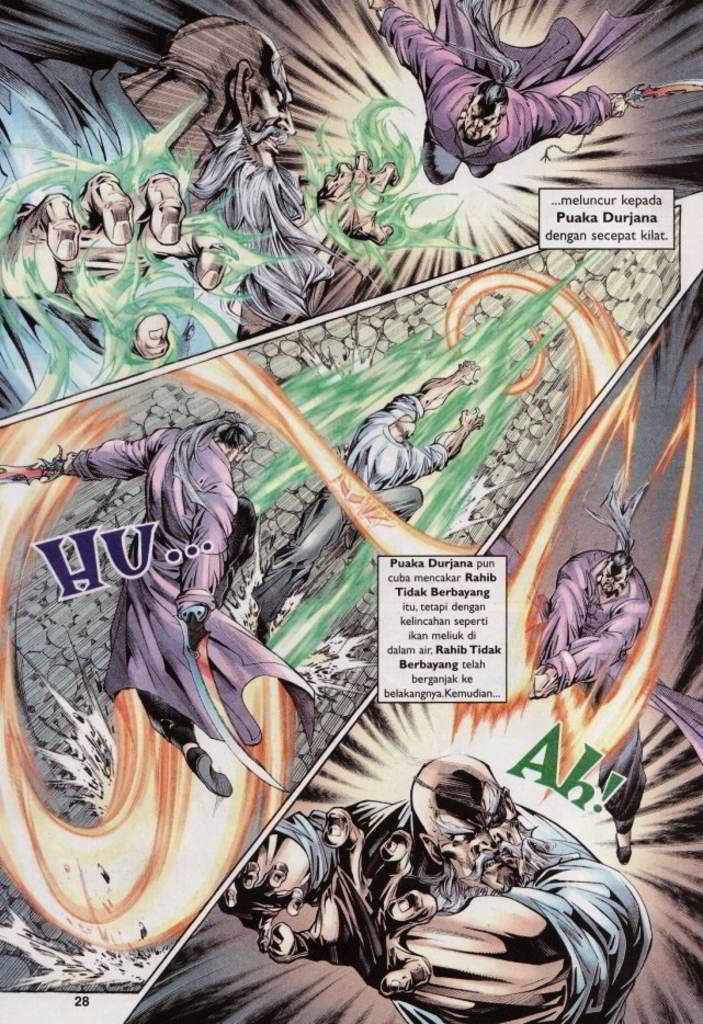 ...meluncur kepada
Puaka Durjana
dengan secepat kilat.
HU...
Puaka Durjana pun
cuba mencakar Rahib
Tidak Berbayang
itu, tetapi dengan
kelincahan seperti
ikan meliuk di
dalam air, Rahib Tidak
Berbayang telah
berganjak ke
belakangnya.Kemudian...
Ah!
28